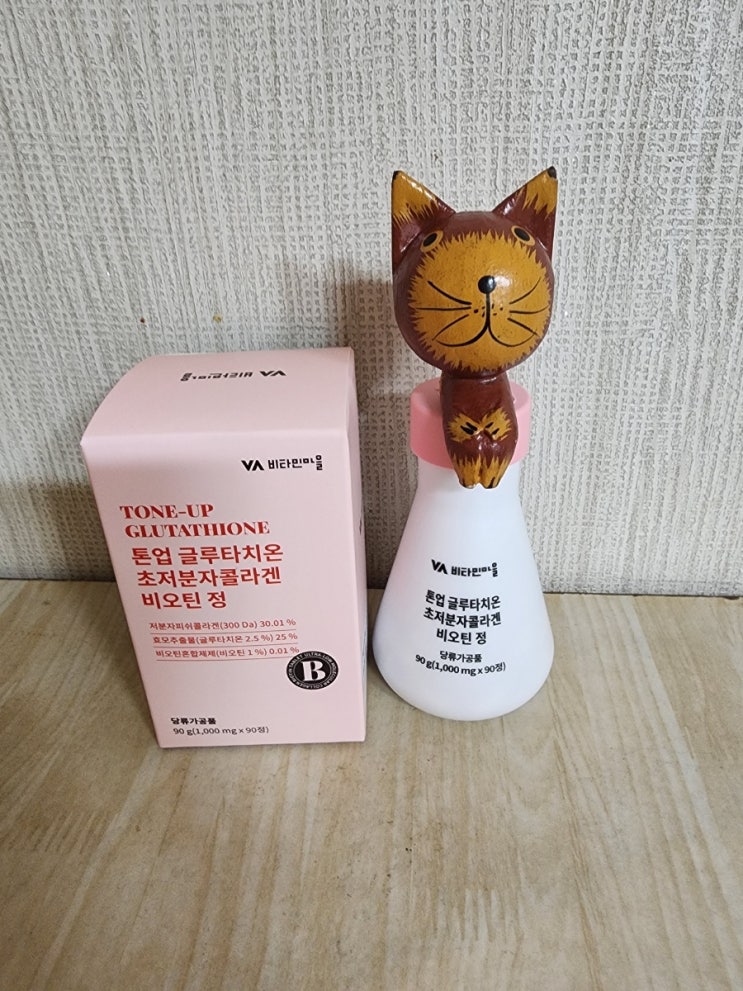 VA 비타민마을
VA 비타민마을
TONE-UP
GLUTATHIONE
톤업 글루타치온
초저분자콜라겐
비오틴 정
저분자피쉬콜라겐(300 Da) 30.01 %
효모추출물(글루타치온 2.5 %) 25 %
비오틴혼합제제(비오틴 1 %) 0.01 %
B
당류가공품
90 g(1,000 mg x 90정)
VA 비타민마을
톤업 글루타치온
초저분자콜라겐
비오틴 정
당류가공품
90 g(1,000 mg x 90정)